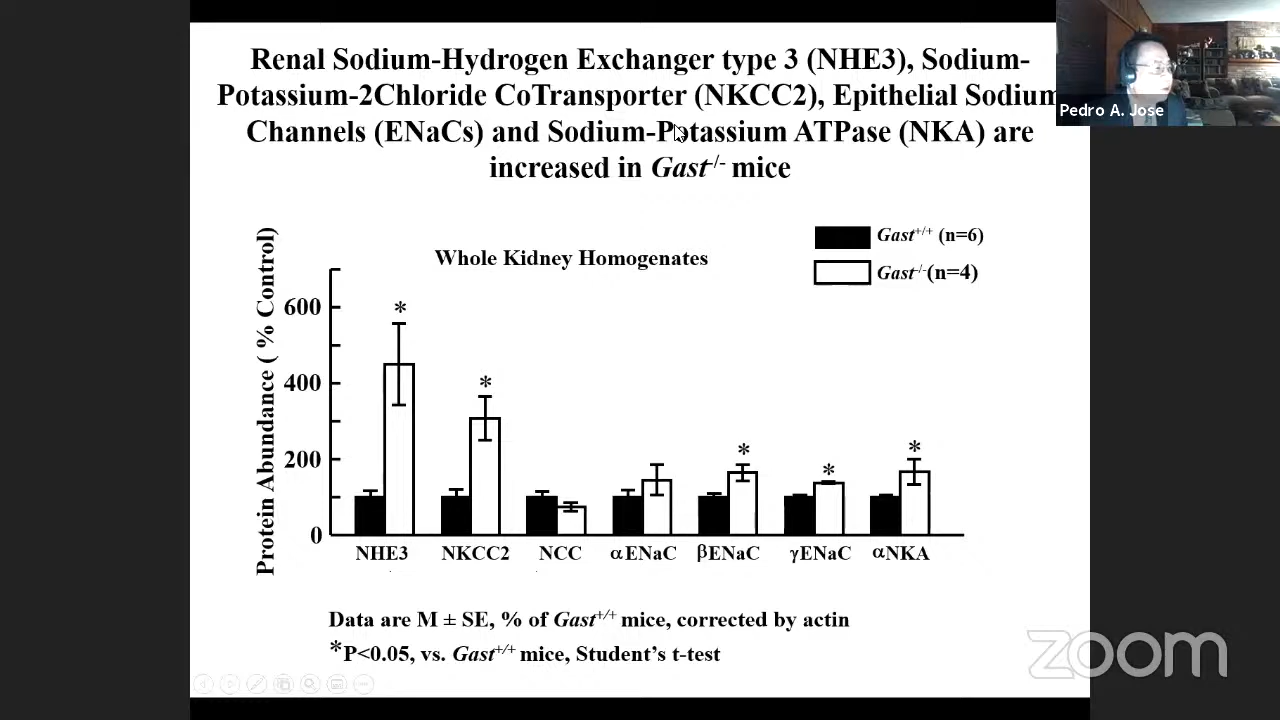 Renal Sodium-Hydrogen Exchanger type 3 (NHE3), Sodium-
Potassium-2Chloride CoTransporter (NKCC2), Epithelial Sodium
Channels (ENaCs) and Sodium-Potassium ATPase (NKA) are
increased in Gast-/- mice
Pedro A. Jose
Whole Kidney Homogenates
Gast+/+ (n=6)
Gast-/-(n=4)
Protein Abundance ( % Control)
600
400
200
0
*
*
*
*
*
NHE3
NKCC2
NCC
αENaC
βENaC
γENaC
αNKA
Data are M ± SE, % of Gast+/+ mice, corrected by actin
*P<0.05, vs. Gast+/+ mice, Student's t-test
zoom